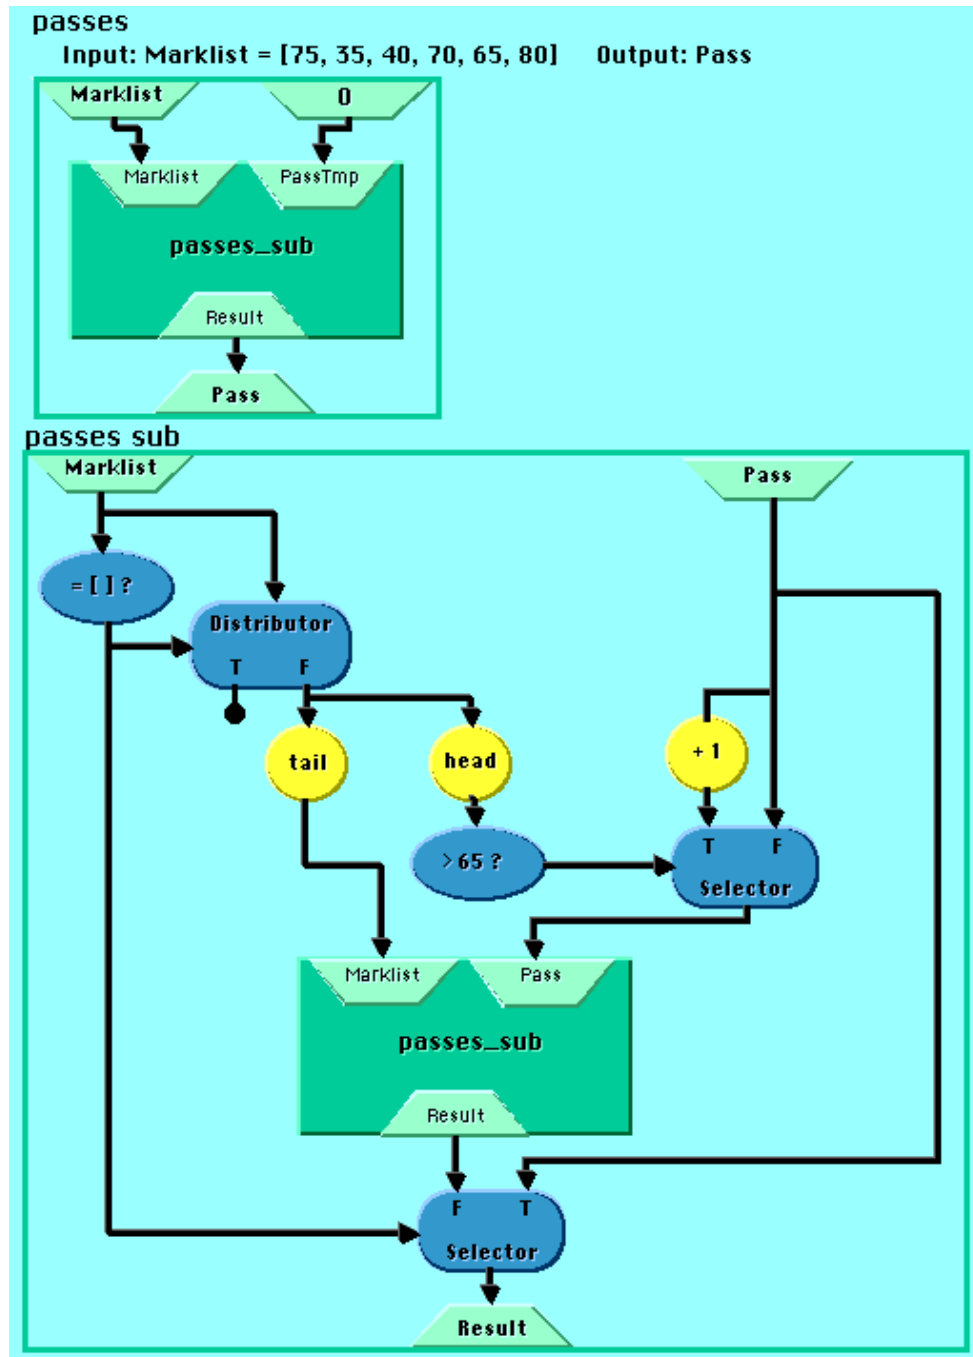 passes
Input: Marklist = [75, 35, 40, 70, 65, 80] Output: Pass
Marklist 0
Marklist PassTmp
passes_sub
Result
Pass
passes sub
Marklist Pass
= [ ] ?
Distributor
T F
tail head + 1
T F
> 65 ?
Selector
Marklist Pass
passes_sub
Result
F T
Selector
Result